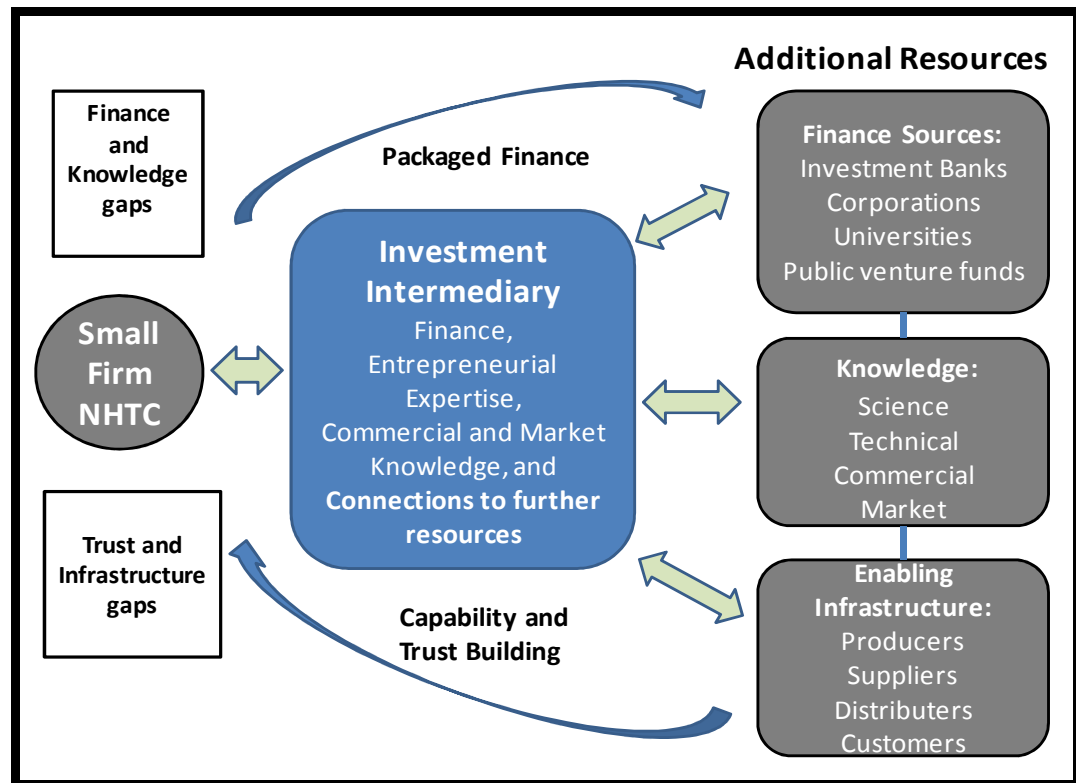 Additional Resources
Finance
and
Knowledge
gaps
Packaged Finance
Finance Sources:
Investment Banks
Corporations
Universities
Public venture funds
Small
Firm
NHTC
Investment
Intermediary
Finance,
Entrepreneurial
Expertise,
Commercial and Market
Knowledge, and
Connections to further
resources
Knowledge:
Science
Technical
Commercial
Market
Trust and
Infrastructure
gaps
Capability and
Trust Building
Enabling
Infrastructure:
Producers
Suppliers
Distributers
Customers